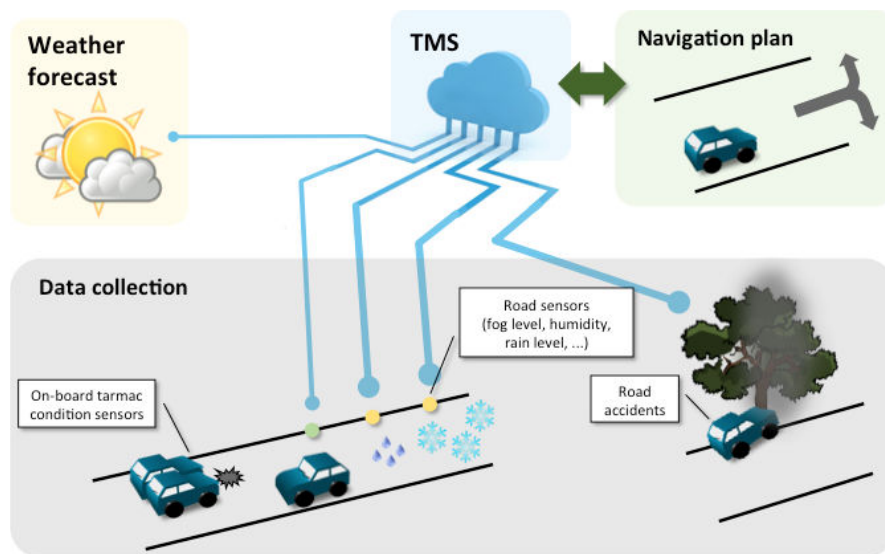 Weather
forecast
TMS
Navigation plan
Data collection
Road sensors
(fog level, humidity,
rain level, ...)
On-board tarmac
condition sensors
Road
accidents